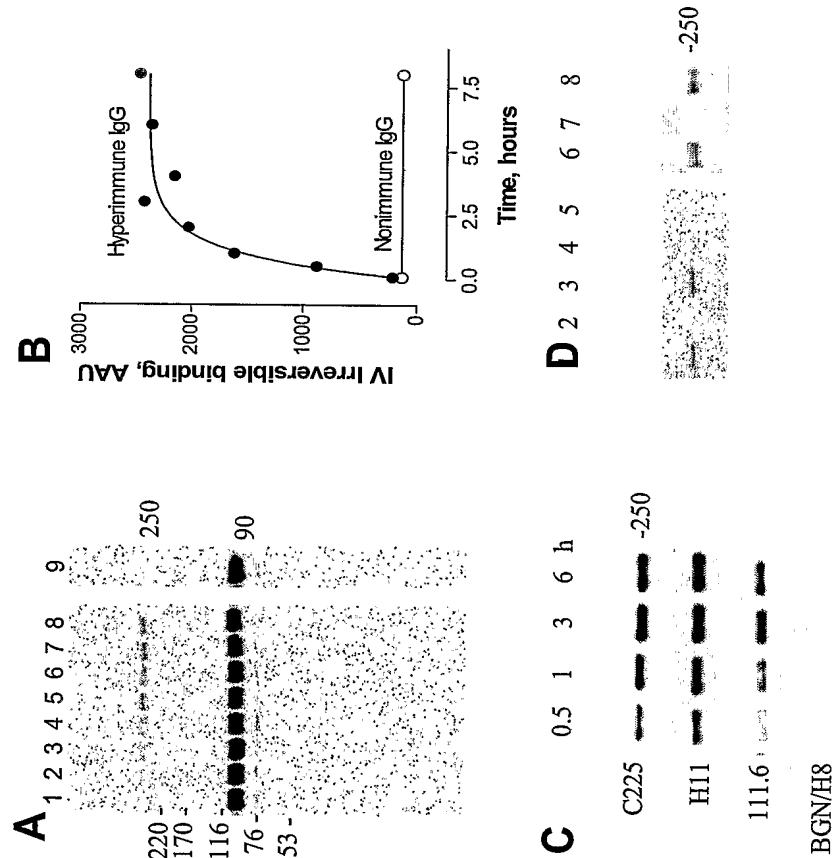 A
1 2 3 4 5 6 7 8 9
220
170
116
76
53
250
90
B
IV Irreversible binding, AAU
3000
2000
1000
0
Hyperimmune IgG
Nonimmune IgG
0.0 2.5 5.0 7.5
Time, hours
C
0.5 1 3 6 h
C225
H11
111.6
BGN/H8
-250
D
2 3 4 5 6 7 8
-250